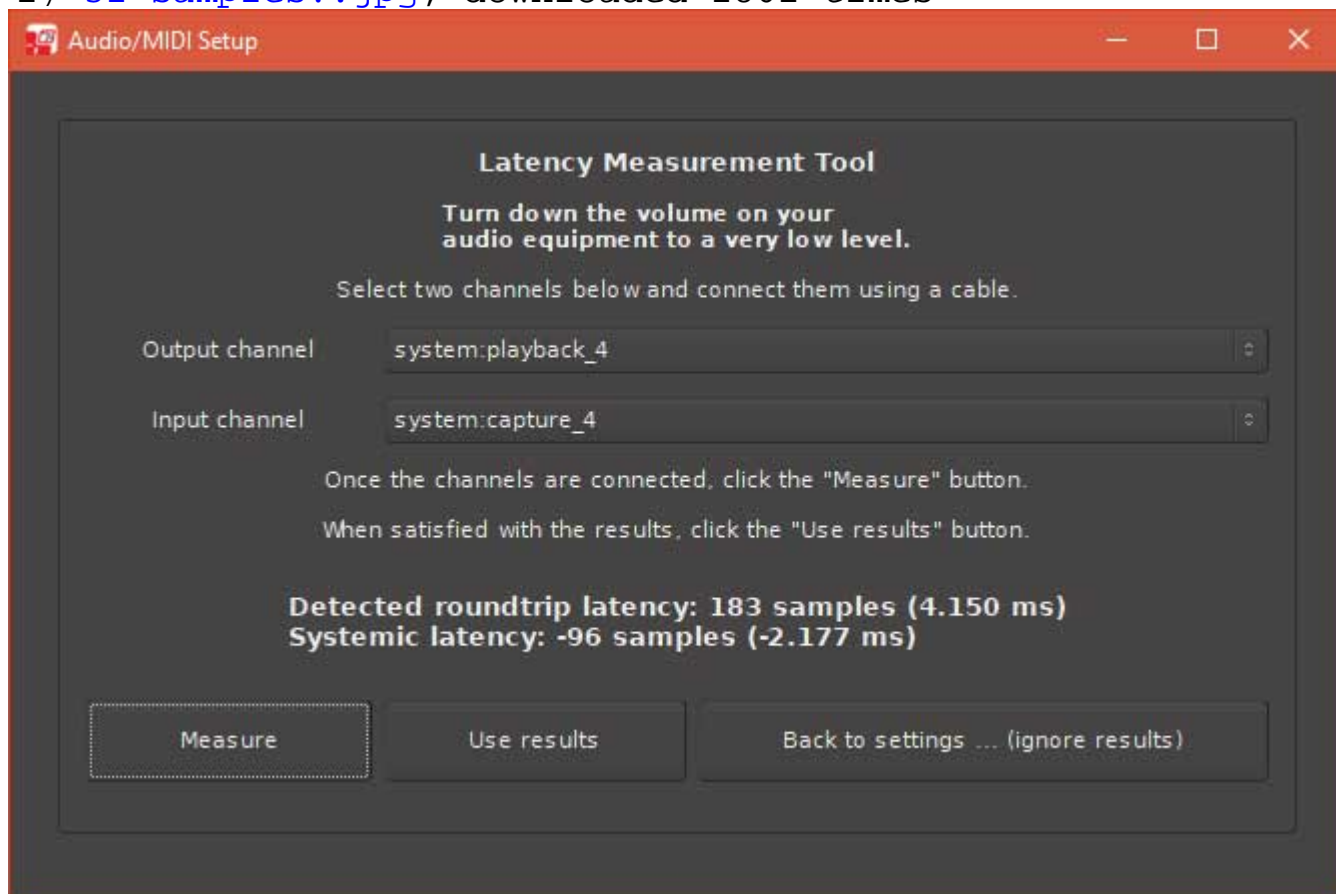 Audio/MIDI Setup
Latency Measurement Tool
Turn down the volume on your
audio equipment to a very low level.
Select two channels below and connect them using a cable.
Output channel system:playback_4
Input channel system:capture_4
Once the channels are connected, click the "Measure" button.
When satisfied with the results, click the "Use results" button.
Detected roundtrip latency: 183 samples (4.150 ms)
Systemic latency: -96 samples (-2.177 ms)
Measure Use results Back to settings ... (ignore results)